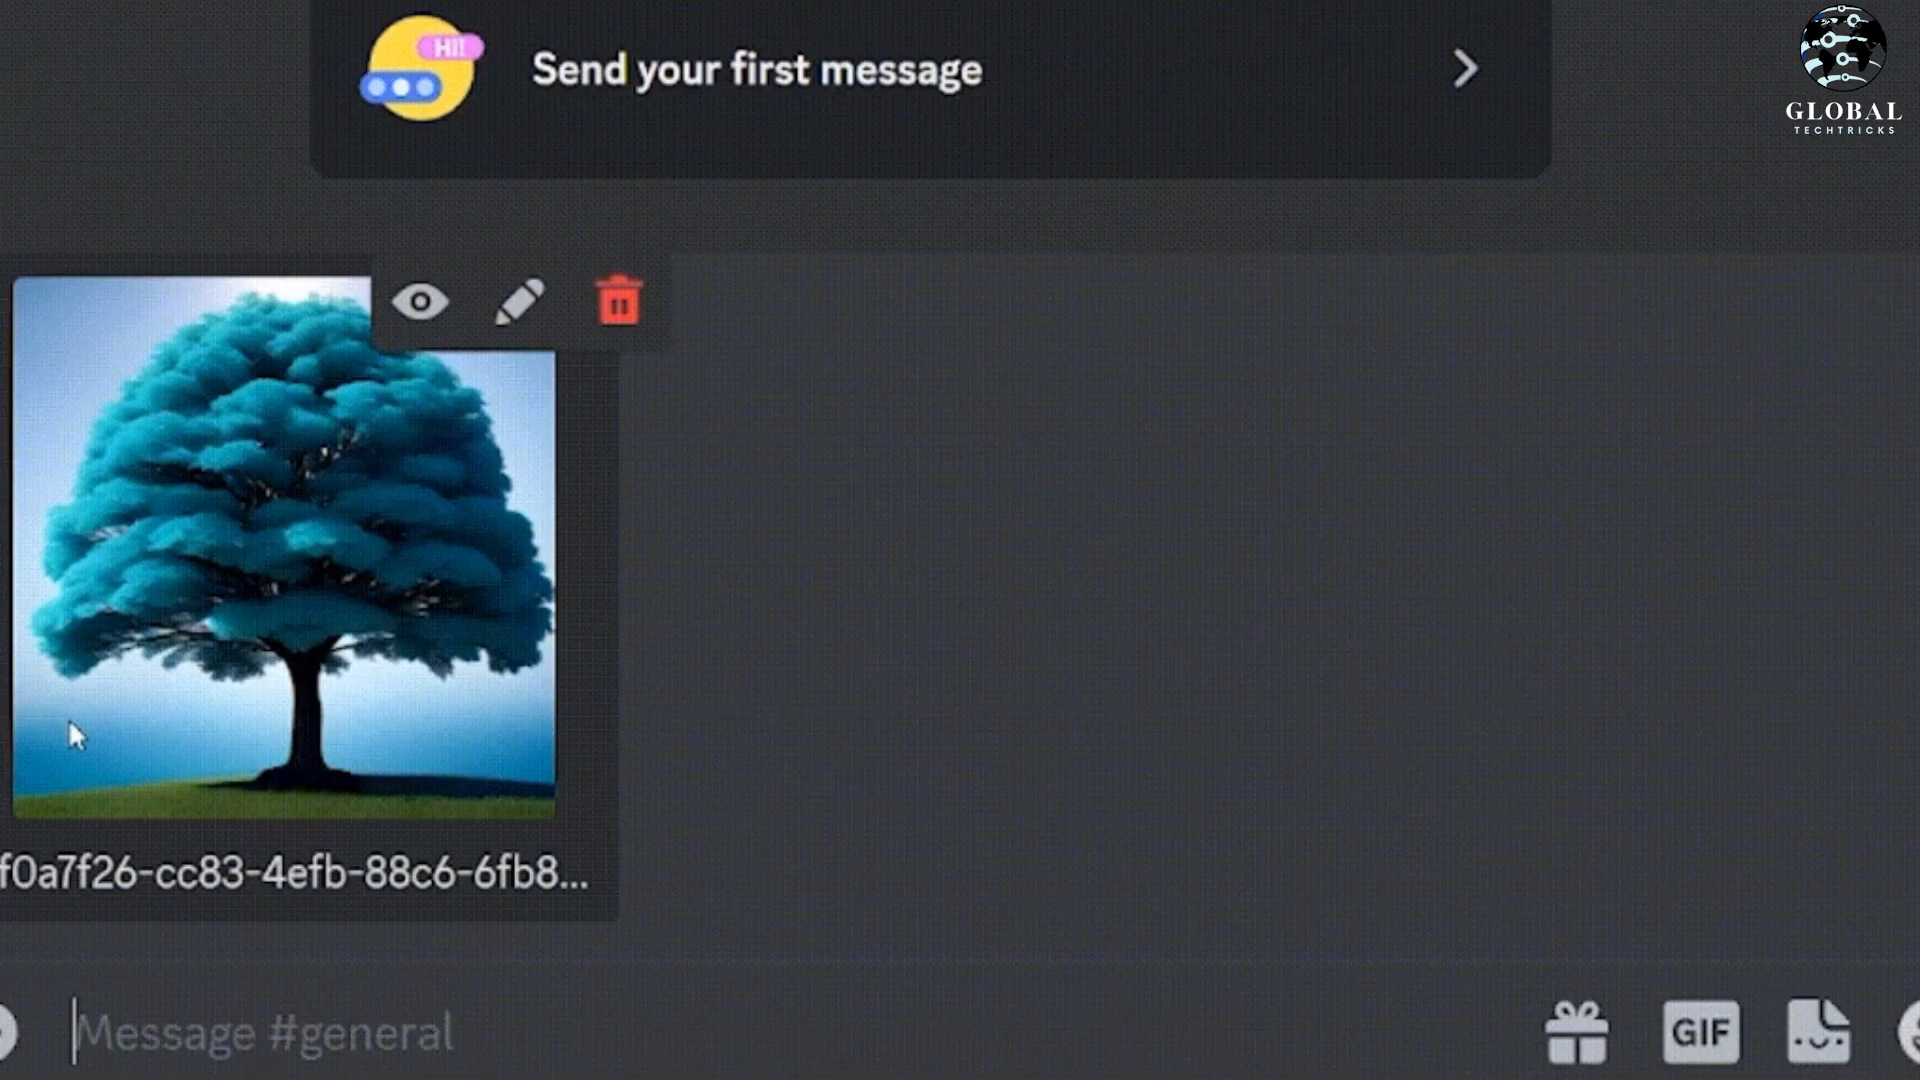 HI!
Send your first message
GLOBAL
TECHTRICKS
f0a7f26-cc83-4efb-88c6-6fb8...
Message #general
GIF